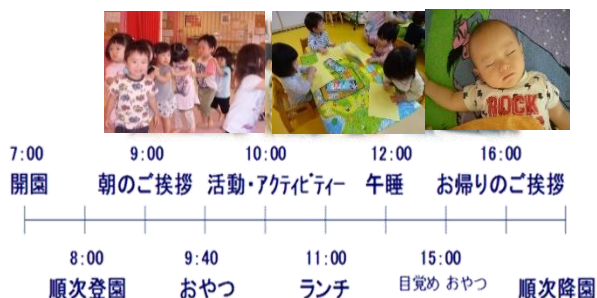 ROCK
7:00 9:00 10:00 12:00 16:00
開園 朝のご挨拶 活動・アクティビティー 午睡 お帰りのご挨拶
8:00 9:40 11:00 15:00
順次登園 おやつ ランチ 目覚め おやつ 順次降園